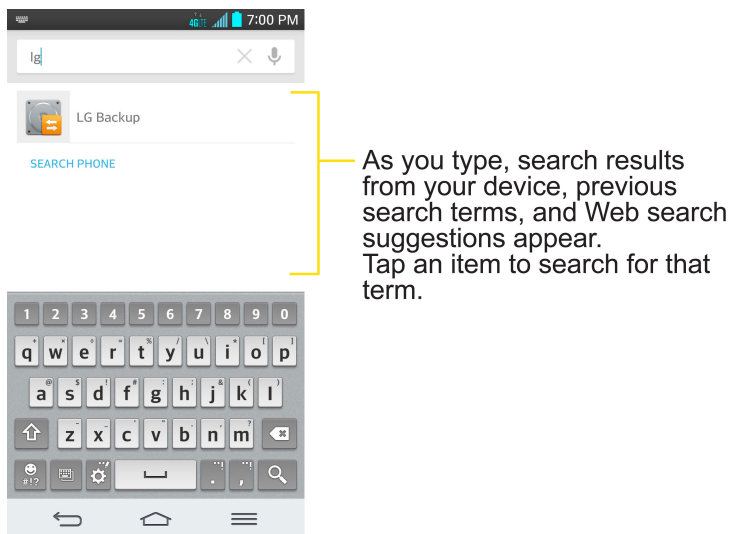 4G LTE 7:00 PM
lg
LG Backup
SEARCH PHONE
As you type, search results
from your device, previous
search terms, and Web search
suggestions appear.
Tap an item to search for that
term.
1 2 3 4 5 6 7 8 9 0
q w e r t y u i o p
a s d f g h j k l
z x c v b n m
#!? . ,